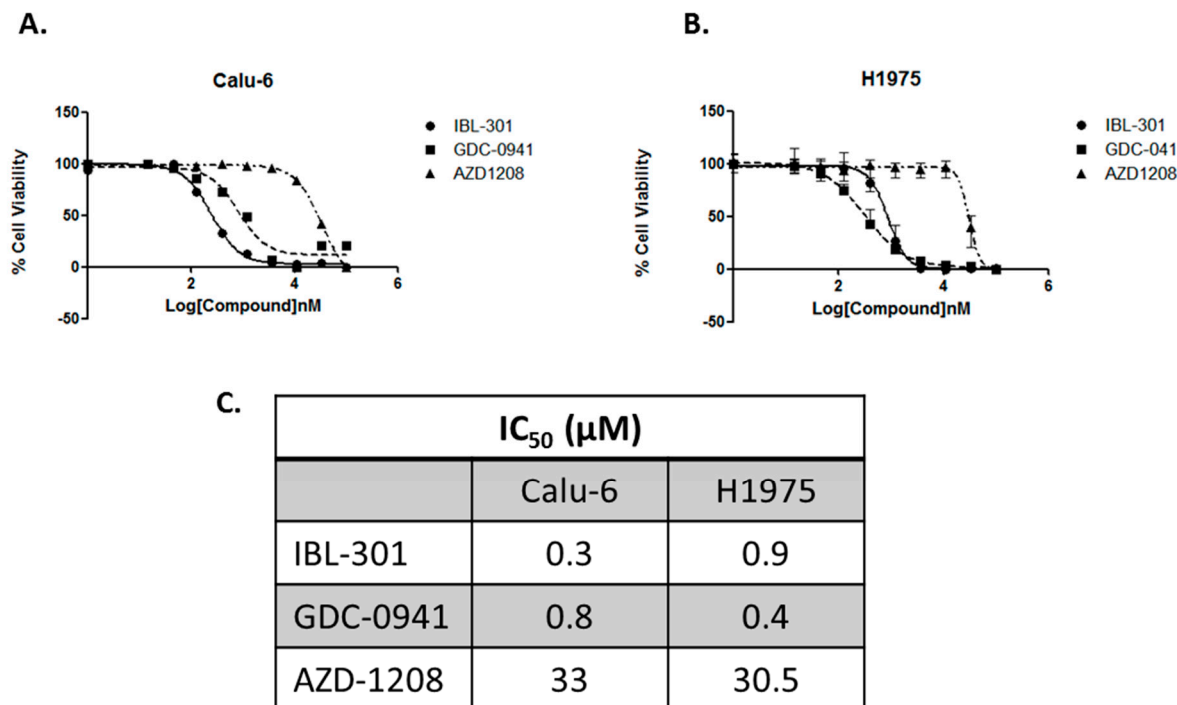 A.
Calu-6
150
100
50
0
-50
2
4
6
% Cell Viability
Log[Compound]nM
IBL-301
GDC-0941
AZD1208
B.
H1975
150
100
50
0
-50
2
4
6
% Cell Viability
Log[Compound]nM
IBL-301
GDC-041
AZD1208
C.
IC₅₀ (μM)
Calu-6 H1975
IBL-301 0.3 0.9
GDC-0941 0.8 0.4
AZD-1208 33 30.5